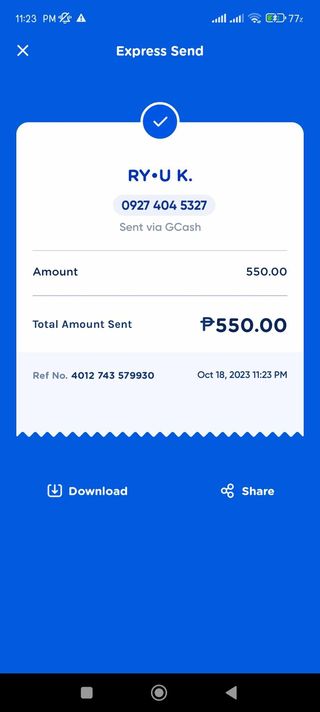 11:23 PM 77%
Express Send
RY•U K.
0927 404 5327
Sent via GCash
Amount 550.00
Total Amount Sent ₱550.00
Ref No. 4012 743 579930 Oct 18, 2023 11:23 PM
Download Share